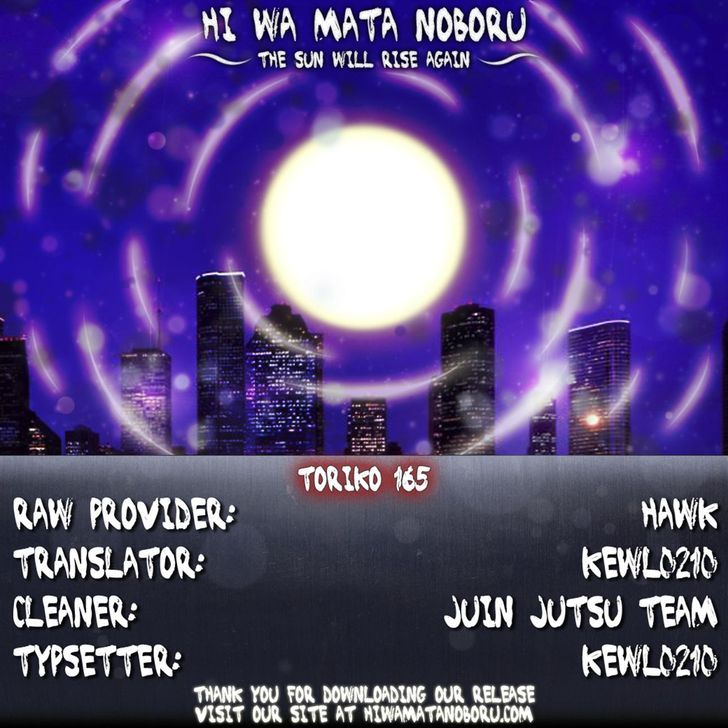 HI WA MATA NOBORU
THE SUN WILL RISE AGAIN
TORIKO 165
RAW PROVIDER: HAWK
TRANSLATOR: KEWL0210
CLEANER: JUIN JUTSU TEAM
TYPSETTER: KEWL0210
THANK YOU FOR DOWNLOADING OUR RELEASE
VISIT OUR SITE AT HIWAMATANOBORU.COM